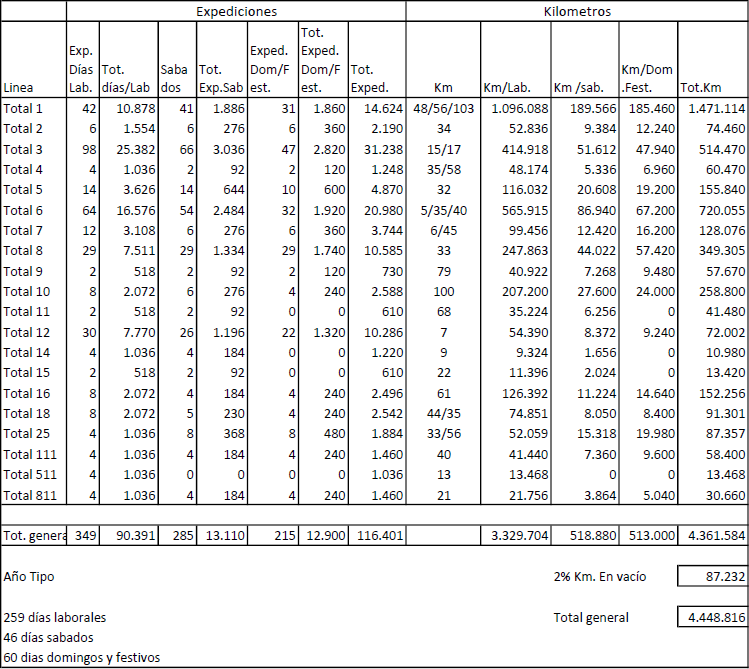 Expediciones Kilometros
Linea Exp. Días Lab. Tot. días/Lab Saba dos Tot. Exp.Sab Exped. Dom/F est. Tot. Exped. Dom/F est. Tot. Exped. Km Km/Lab. Km /sab. Km/Dom .Fest. Tot.Km
Total 1 42 10.878 41 1.886 31 1.860 14.624 48/56/103 1.096.088 189.566 185.460 1.471.114
Total 2 6 1.554 6 276 6 360 2.190 34 52.836 9.384 12.240 74.460
Total 3 98 25.382 66 3.036 47 2.820 31.238 15/17 414.918 51.612 47.940 514.470
Total 4 4 1.036 2 92 2 120 1.248 35/58 48.174 5.336 6.960 60.470
Total 5 14 3.626 14 644 10 600 4.870 32 116.032 20.608 19.200 155.840
Total 6 64 16.576 54 2.484 32 1.920 20.980 5/35/40 565.915 86.940 67.200 720.055
Total 7 12 3.108 6 276 6 360 3.744 6/45 99.456 12.420 16.200 128.076
Total 8 29 7.511 29 1.334 29 1.740 10.585 33 247.863 44.022 57.420 349.305
Total 9 2 518 2 92 2 120 730 79 40.922 7.268 9.480 57.670
Total 10 8 2.072 6 276 4 240 2.588 100 207.200 27.600 24.000 258.800
Total 11 2 518 2 92 0 0 610 68 35.224 6.256 0 41.480
Total 12 30 7.770 26 1.196 22 1.320 10.286 7 54.390 8.372 9.240 72.002
Total 14 4 1.036 4 184 0 0 1.220 9 9.324 1.656 0 10.980
Total 15 2 518 2 92 0 0 610 22 11.396 2.024 0 13.420
Total 16 8 2.072 4 184 4 240 2.496 61 126.392 11.224 14.640 152.256
Total 18 8 2.072 5 230 4 240 2.542 44/35 74.851 8.050 8.400 91.301
Total 25 4 1.036 8 368 8 480 1.884 33/56 52.059 15.318 19.980 87.357
Total 111 4 1.036 4 184 4 240 1.460 40 41.440 7.360 9.600 58.400
Total 511 4 1.036 0 0 0 0 1.036 13 13.468 0 0 13.468
Total 811 4 1.036 4 184 4 240 1.460 21 21.756 3.864 5.040 30.660
Tot. genera 349 90.391 285 13.110 215 12.900 116.401 3.329.704 518.880 513.000 4.361.584
Año Tipo 2% Km. En vacío 87.232
259 días laborales Total general 4.448.816
46 días sabados
60 dias domingos y festivos